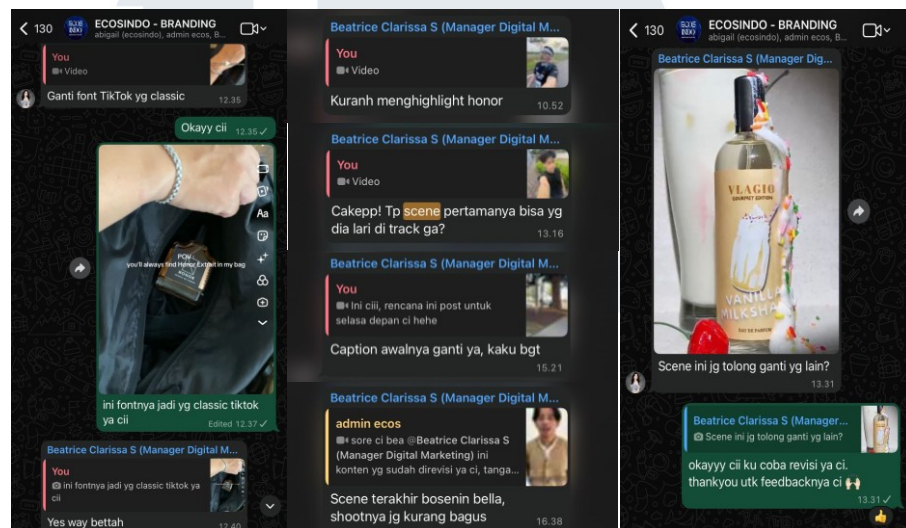 130
ECOSINDO - BRANDING
abigail (ecosindo), admin ecos, B...
You
Video
Ganti font TikTok yg classic
12.35
Okayy cii 12.35
Aa
POV
you'll always find Honor Extrait in my bag
ini fontnya jadi yg classic tiktok
ya cii
Edited 12.37
Beatrice Clarissa S (Manager Digital M...
You
ini fontnya jadi yg classic tiktok ya
cii
Yes way bettah
12.40
Beatrice Clarissa S (Manager Digital M...
You
Video
Kuranh menghighlight honor
10.52
Beatrice Clarissa S (Manager Digital M...
You
Video
Cakepp! Tp scene pertamanya bisa yg
dia lari di track ga?
13.16
Beatrice Clarissa S (Manager Digital M...
You
Ini ciii, rencana ini post untuk
selasa depan ci hehe
Caption awalnya ganti ya, kaku bgt
15.21
Beatrice Clarissa S (Manager Digital M...
admin ecos
sore ci bea @Beatrice Clarissa S
(Manager Digital Marketing) ini
konten yg sudah direvisi ya ci, tanga...
Scene terakhir bosenin bella,
shootnya jg kurang bagus
16.38
130
ECOSINDO - BRANDING
abigail (ecosindo), admin ecos, B...
Beatrice Clarissa S (Manager Dig...
VLAGIO
GOURMET EDITION
VANILLA
MILKSHA
EAU DE PARFUM
Scene ini jg tolong ganti yg lain?
13.31
Beatrice Clarissa S (Manager...
Scene ini jg tolong ganti yg lain?
okayyy cii ku coba revisi ya ci.
thankyou utk feedbacknya ci 🙌🏻
13.31